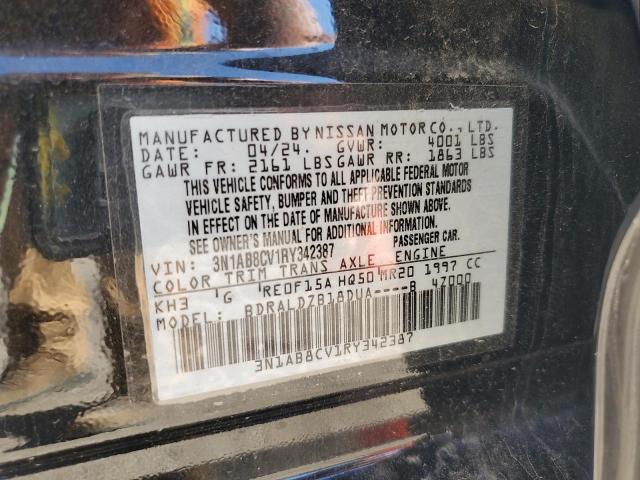 MANUFACTURED BY NISSAN MOTOR CO., LTD.
DATE: 04/24 GVWR: 4001 LBS
GAWR FR: 2161 LBS GAWR RR: 1863 LBS
THIS VEHICLE CONFORMS TO ALL APPLICABLE FEDERAL MOTOR
VEHICLE SAFETY, BUMPER AND THEFT PREVENTION STANDARDS
IN EFFECT ON THE DATE OF MANUFACTURE SHOWN ABOVE.
SEE OWNER'S MANUAL FOR ADDITIONAL INFORMATION.
VIN: 3N1AB8CV1RY342387 PASSENGER CAR.
COLOR TRIM TRANS AXLE ENGINE
KH3 G RE0F15A HQ50 MR20 1997 CC
MODEL: BDRALDZB18DUA----B 4Z000
3N1AB8CV1RY342387